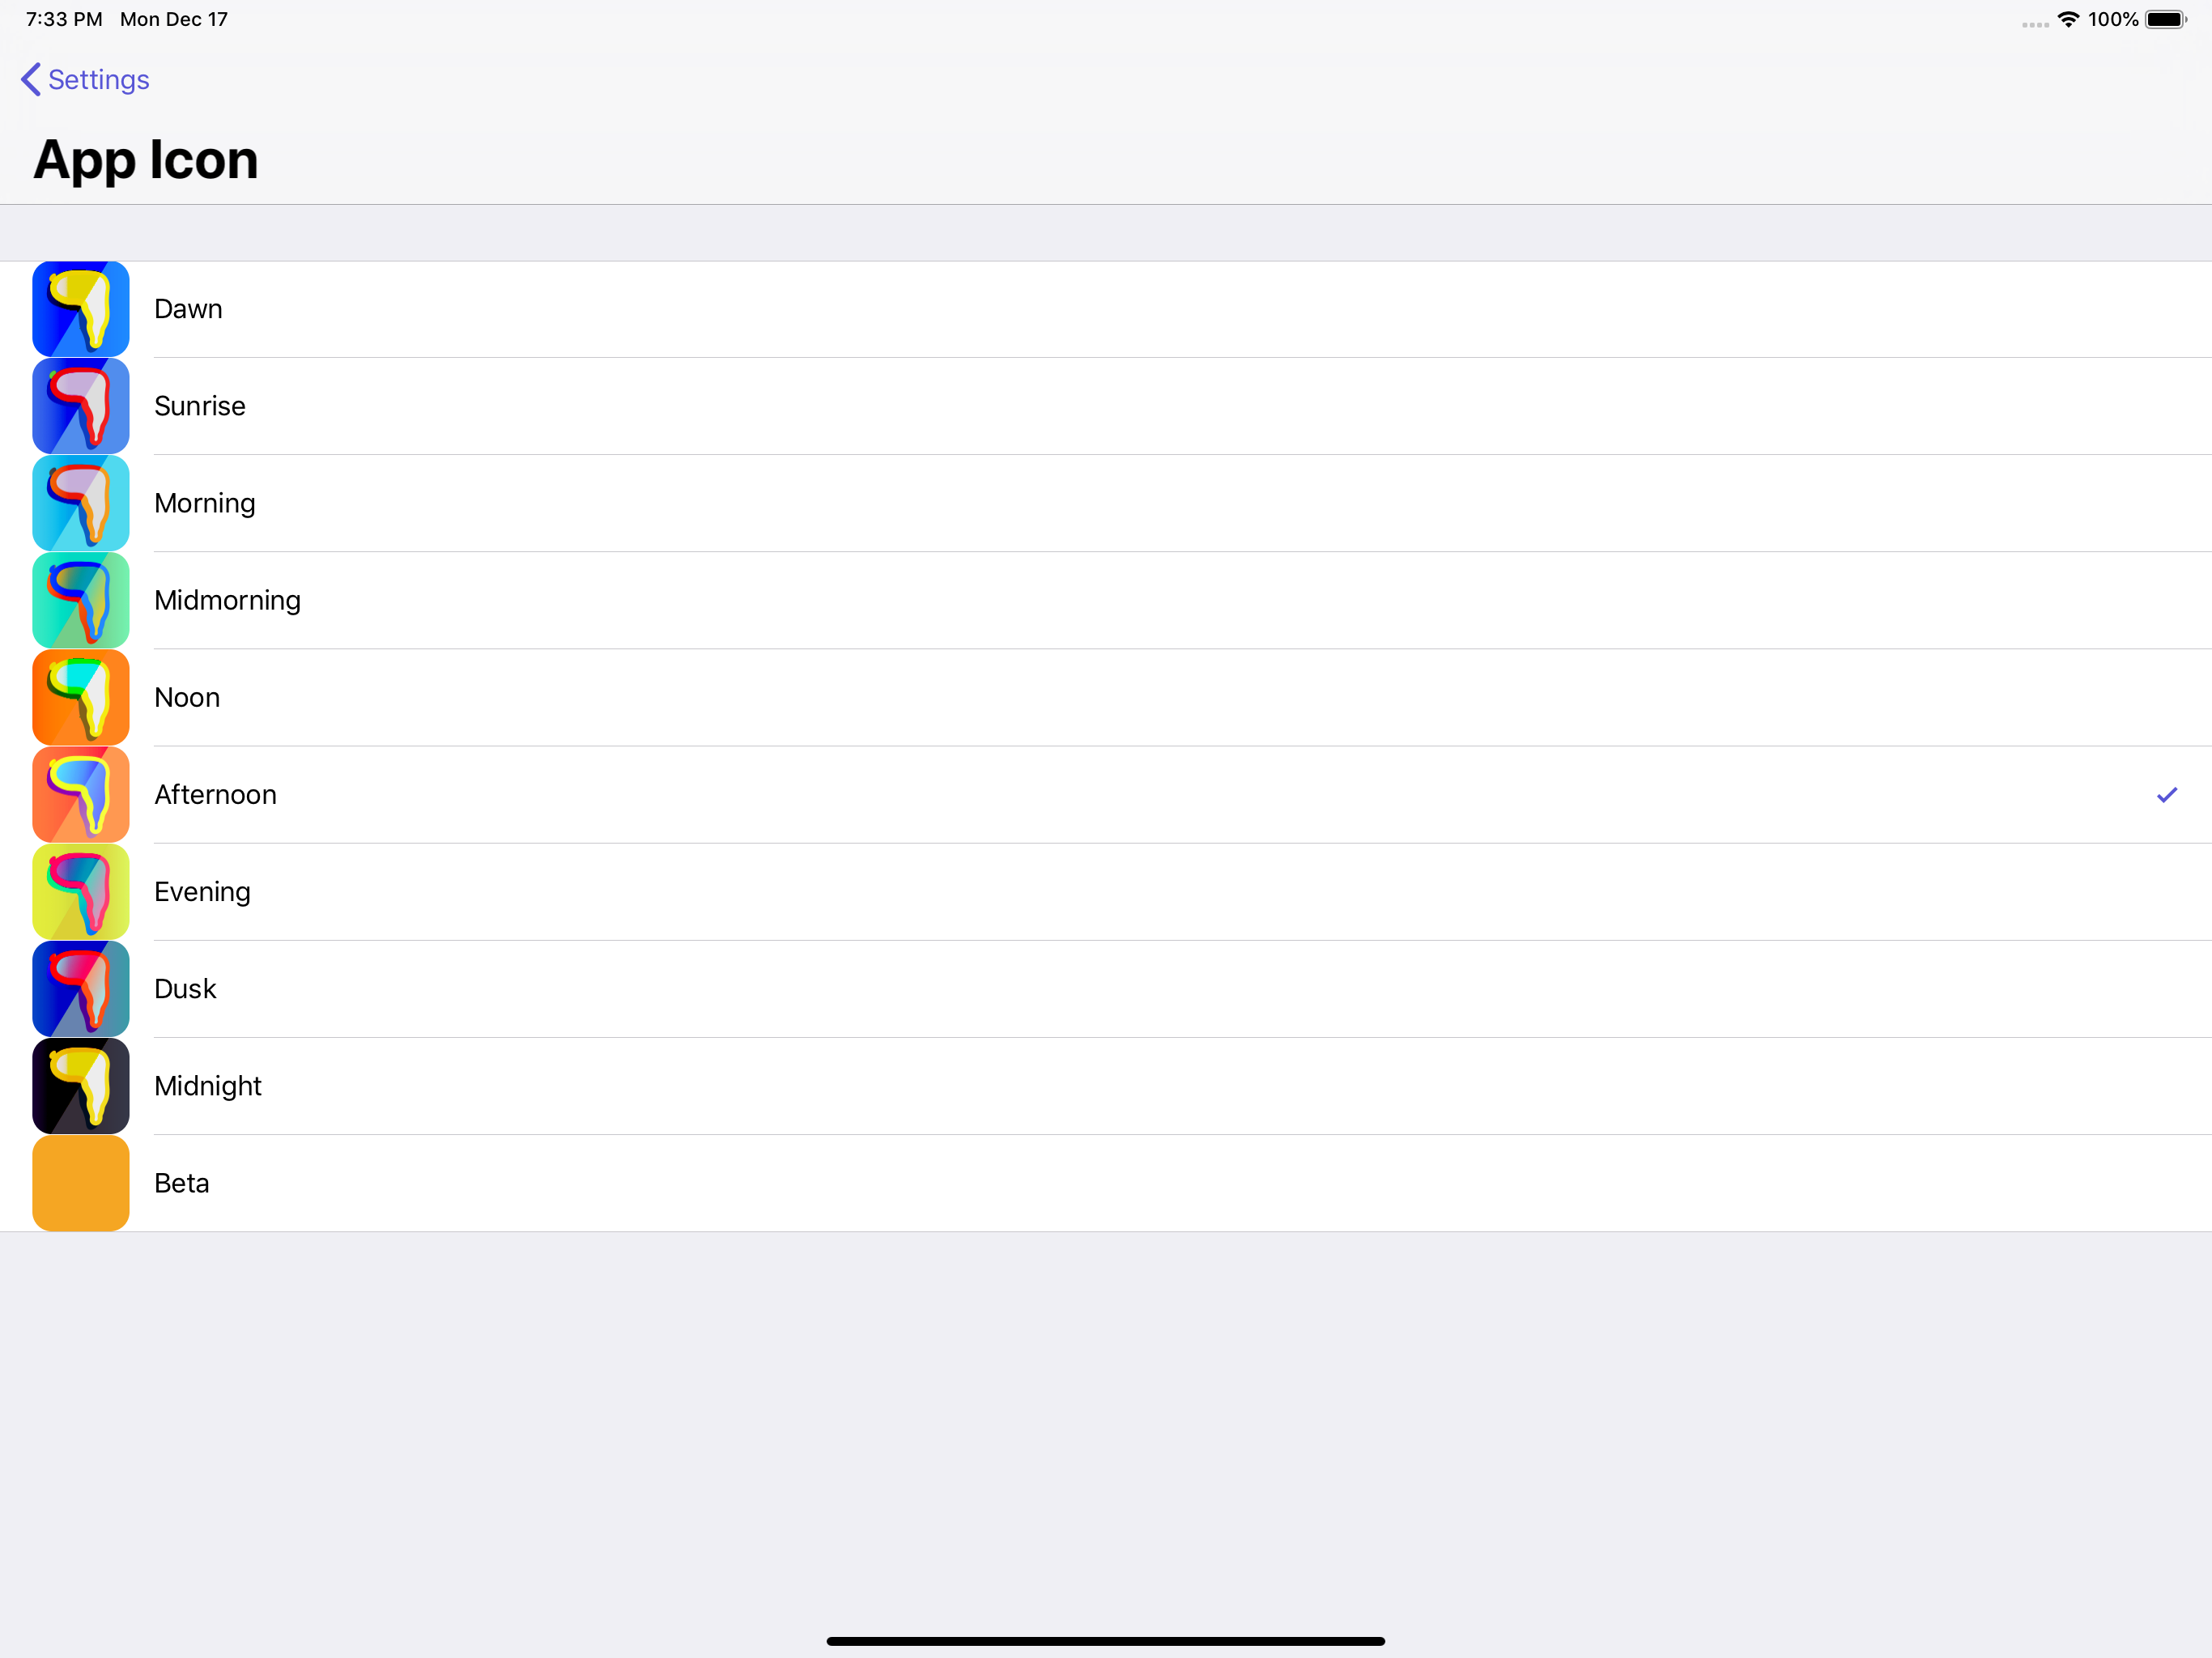 7:33 PM Mon Dec 17 100%
Settings
App Icon
Dawn
Sunrise
Morning
Midmorning
Noon
Afternoon
Evening
Dusk
Midnight
Beta